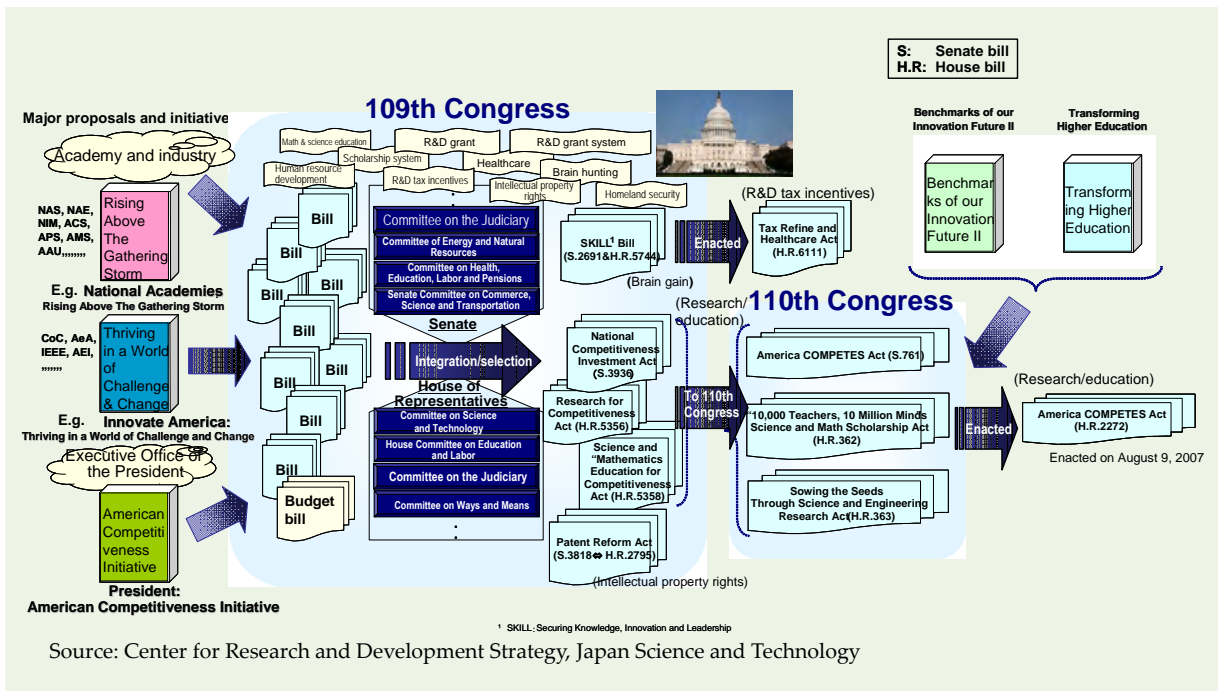 S: Senate bill
H.R: House bill
109th Congress
Major proposals and initiative
Academy and industry
Rising
Above
The
Gathering
Storm
NAS, NAE,
NIM, ACS,
APS, AMS,
AAU,,,,,,,,,
E.g. National Academies
Rising Above The Gathering Storm
CoC, AeA,
IEEE, AEI,
,,,,,,,
Thriving
in a World
of
Challenge
& Change
E.g. Innovate America:
Thriving in a World of Challenge and Change
Executive Office of
the President
American
Competiti
veness
Initiative
President:
American Competitiveness Initiative
Math & science education
R&D grant
R&D grant system
Scholarship system
Healthcare
Human resource
development
Brain hunting
R&D tax incentives
Intellectual property
rights
Homeland security
Bill
Bill
Bill
Bill
Bill
Bill
Bill
Bill
Budget
bill
:
Committee on the Judiciary
Committee of Energy and Natural
Resources
Committee on Health,
Education, Labor and Pensions
Senate Committee on Commerce,
Science and Transportation
Senate
Integration/selection
House of
Representatives
Committee on Science
and Technology
House Committee on Education
and Labor
Committee on the Judiciary
Committee on Ways and Means
:
SKILL¹ Bill
(S.2691&H.R.5744)
(Brain gain)
Enacted
(R&D tax incentives)
Tax Refine and
Healthcare Act
(H.R.6111)
(Research/
education)
National
Competitiveness
Investment Act
(S.3936)
Research for
Competitiveness
Act (H.R.5356)
Science and
“Mathematics
Education for
Competitiveness
Act (H.R.5358)
Patent Reform Act
(S.3818⇔ H.R.2795)
(Intellectual property rights)
To 110th
Congress
110th Congress
America COMPETES Act (S.761)
“10,000 Teachers, 10 Million Minds
Science and Math Scholarship Act
(H.R.362)
Sowing the Seeds
Through Science and Engineering
Research Act(H.R.363)
Benchmarks of our
Innovation Future II
Transforming
Higher Education
Benchmar
ks of our
Innovation
Future II
Transform
ing Higher
Education
Enacted
(Research/education)
America COMPETES Act
(H.R.2272)
Enacted on August 9, 2007
¹ SKILL:Securing Knowledge, Innovation and Leadership
Source: Center for Research and Development Strategy, Japan Science and Technology